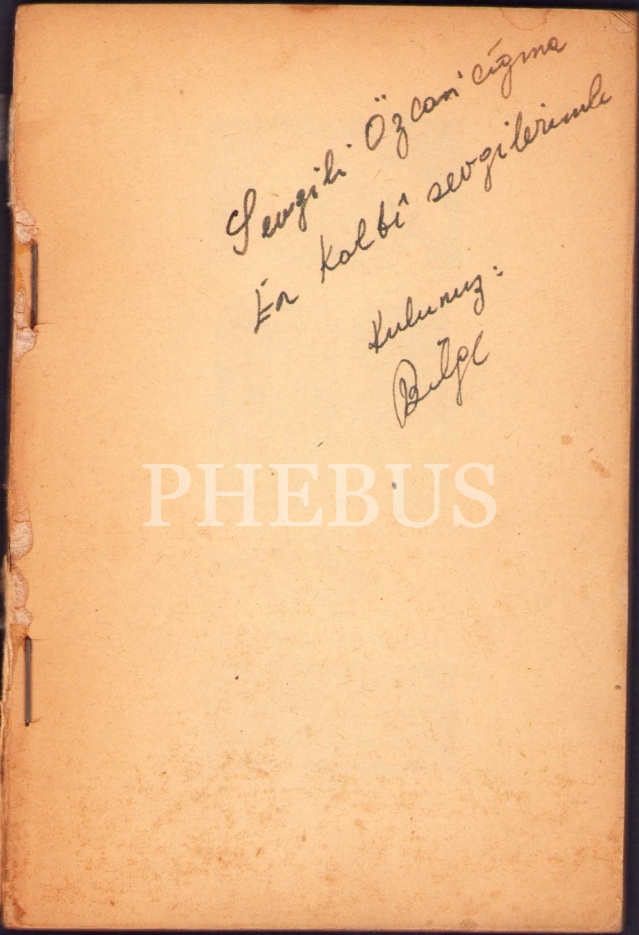 Sevgili Özcan'cığıma
En Kalbî sevgilerimle
Kulunuz:
Bilge
PHEBUS